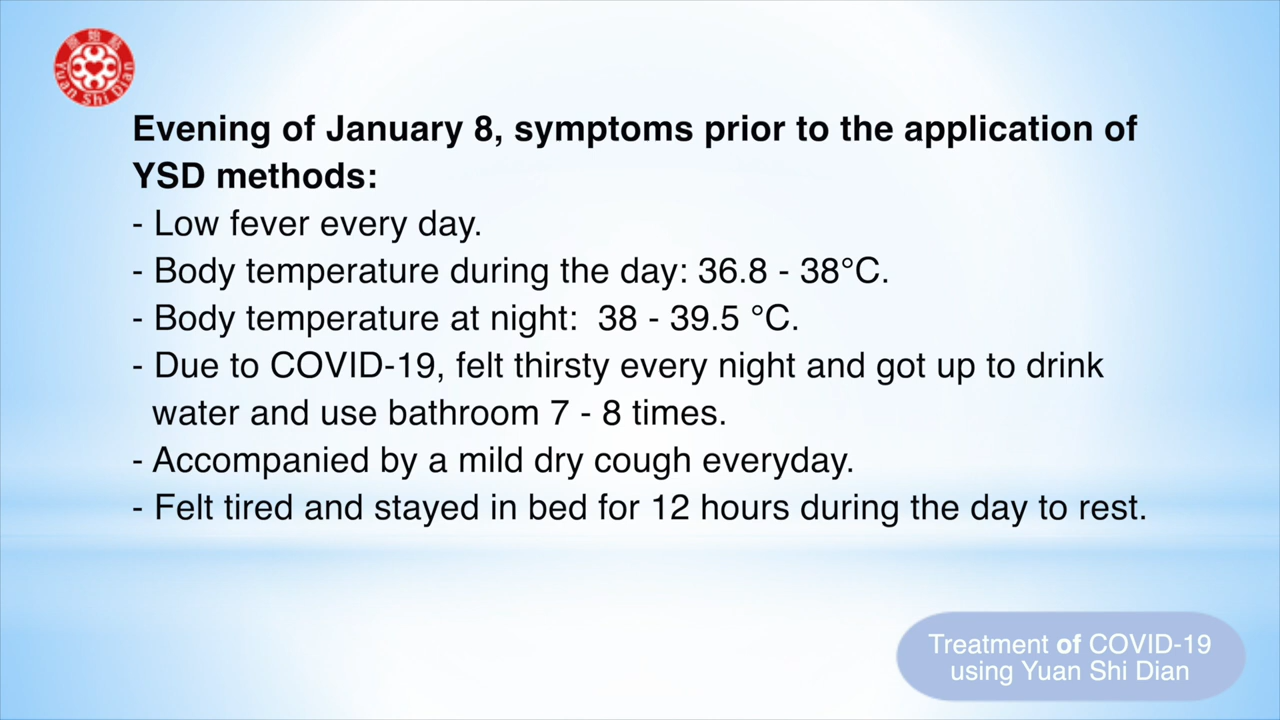 原始點
Yuan Shi Dian
Evening of January 8, symptoms prior to the application of
YSD methods:
- Low fever every day.
- Body temperature during the day: 36.8 - 38°C.
- Body temperature at night:  38 - 39.5 °C.
- Due to COVID-19, felt thirsty every night and got up to drink
water and use bathroom 7 - 8 times.
- Accompanied by a mild dry cough everyday.
- Felt tired and stayed in bed for 12 hours during the day to rest.
Treatment of COVID-19
using Yuan Shi Dian